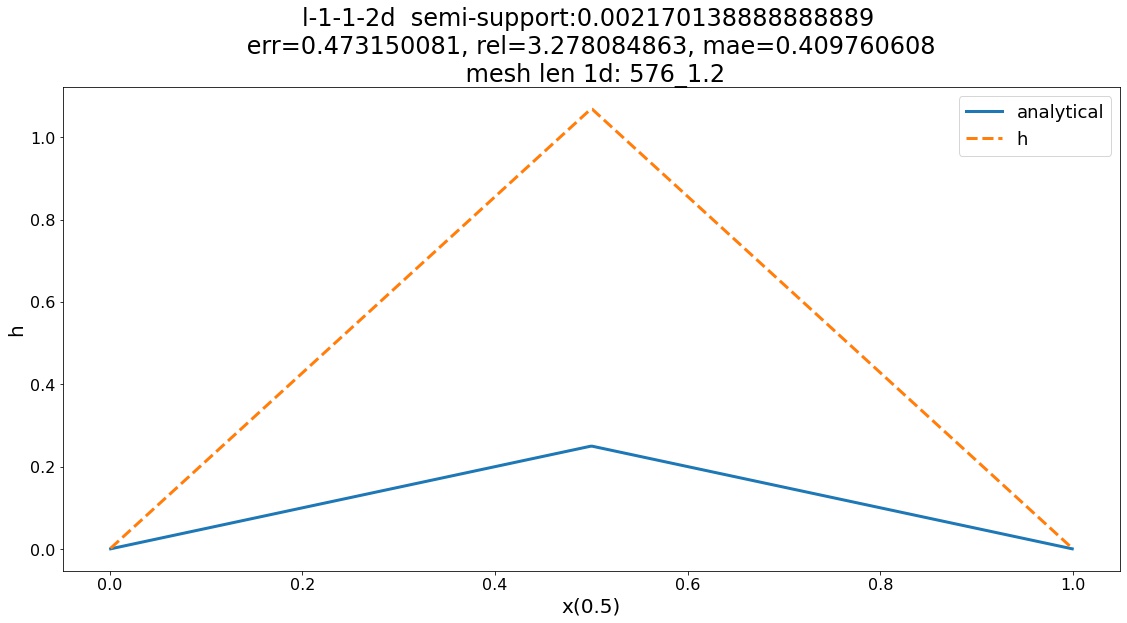 l-1-1-2d  semi-support:0.002170138888888889
err=0.473150081, rel=3.278084863, mae=0.409760608
mesh len 1d: 576_1.2
analytical
h
1.0
0.8
0.6
0.4
0.2
0.0
h
0.0 0.2 0.4 0.6 0.8 1.0
x(0.5)